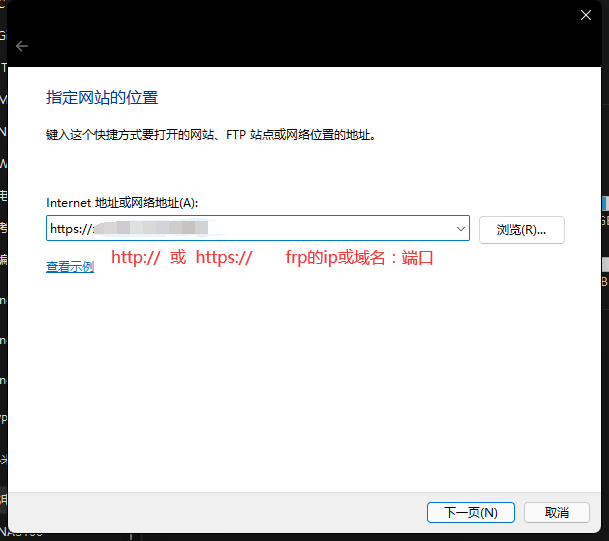 指定网站的位置
键入这个快捷方式要打开的网站、FTP 站点或网络位置的地址。
Internet 地址或网络地址(A):
https://
浏览(R)...
查看示例
http:// 或 https:// frp的ip或域名：端口
下一页(N)
取消